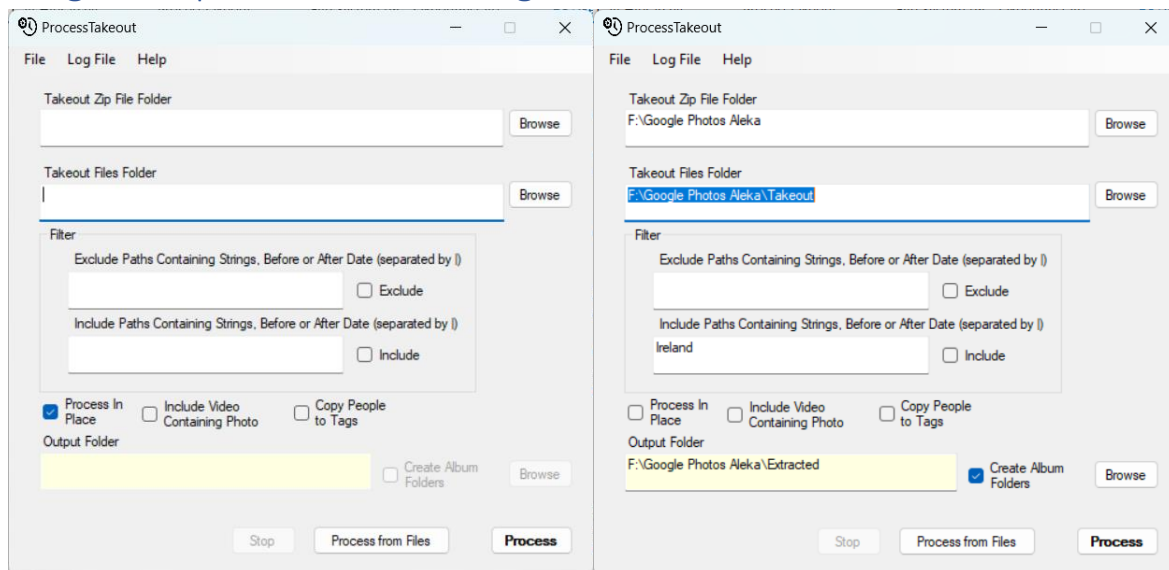 ProcessTakeout
File Log File Help
Takeout Zip File Folder
Browse
Takeout Files Folder
Browse
Filter
Exclude Paths Containing Strings, Before or After Date (separated by |)
Exclude
Include Paths Containing Strings, Before or After Date (separated by |)
Include
Process In
Place
Include Video
Containing Photo
Copy People
to Tags
Output Folder
Create Album
Folders
Browse
Stop
Process from Files
Process
ProcessTakeout
File Log File Help
Takeout Zip File Folder
F:\Google Photos Aleka
Browse
Takeout Files Folder
F:\Google Photos Aleka\Takeout
Browse
Filter
Exclude Paths Containing Strings, Before or After Date (separated by |)
Exclude
Include Paths Containing Strings, Before or After Date (separated by |)
Ireland
Include
Process In
Place
Include Video
Containing Photo
Copy People
to Tags
Output Folder
F:\Google Photos Aleka\Extracted
Create Album
Folders
Browse
Stop
Process from Files
Process